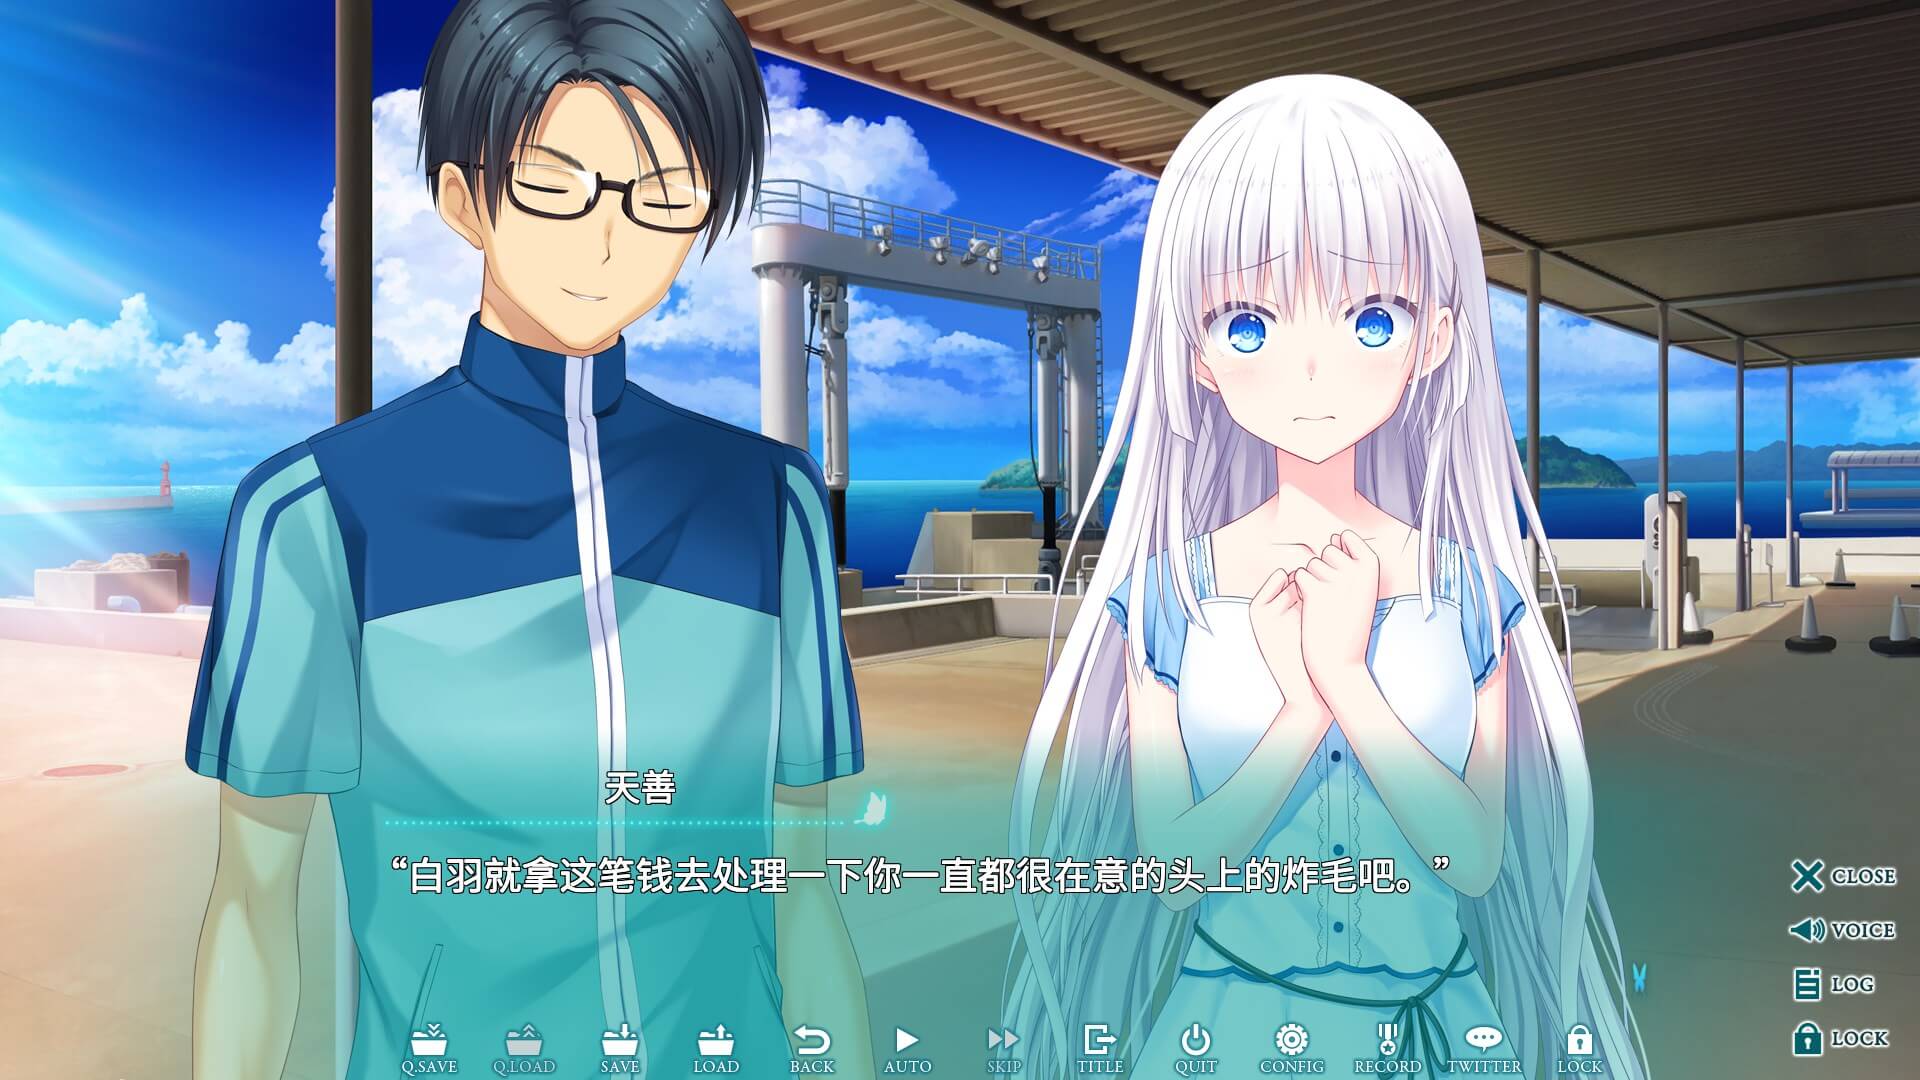 天善
“白羽就拿这笔钱去处理一下你一直都很在意的头上的炸毛吧。”
CLOSE
VOICE
LOG
LOCK
Q.SAVE
Q.LOAD
SAVE
LOAD
BACK
AUTO
SKIP
TITLE
QUIT
CONFIG
RECORD
TWITTER
LOCK